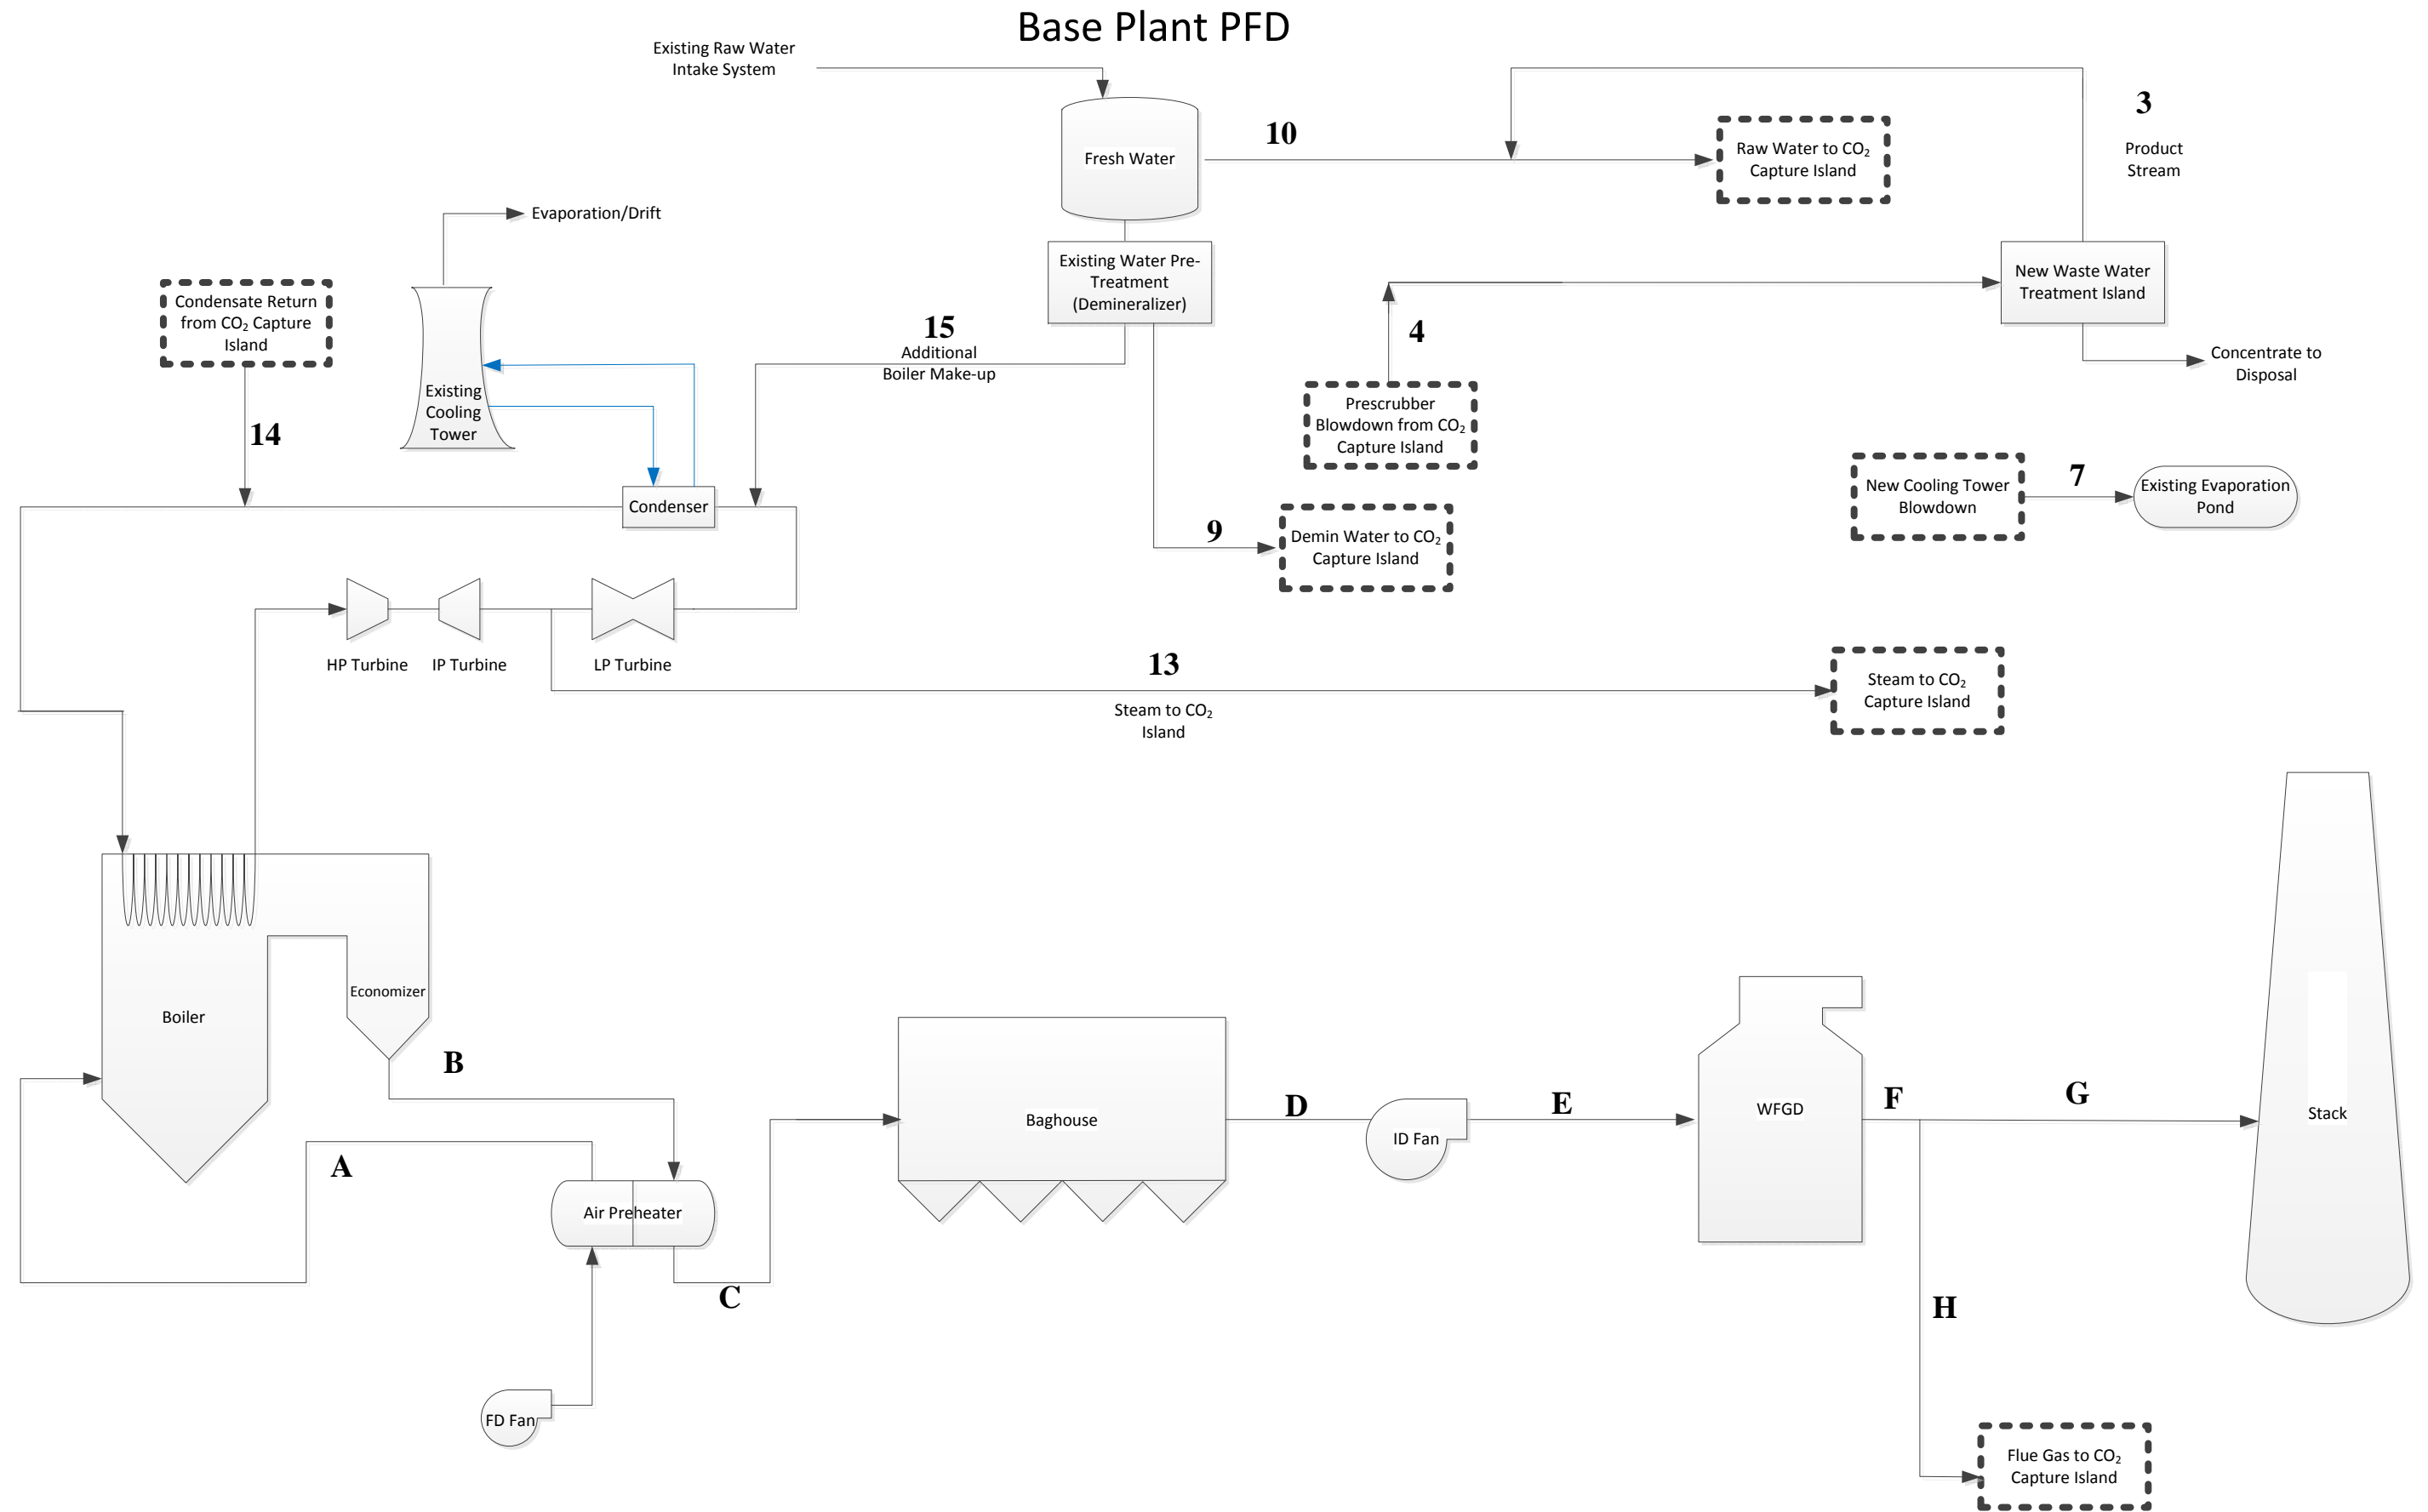 Base Plant PFD
Existing Raw Water
Intake System
3
10
Fresh Water
Raw Water to CO₂
Capture Island
Product
Stream
Evaporation/Drift
Existing Water Pre-
Treatment
(Demineralizer)
New Waste Water
Treatment Island
Condensate Return
from CO₂ Capture
Island
15
Additional
Boiler Make-up
4
Concentrate to
Disposal
Existing
Cooling
Tower
Prescrubber
Blowdown from CO₂
Capture Island
14
7
New Cooling Tower
Blowdown
Existing Evaporation
Pond
Condenser
9
Demin Water to CO₂
Capture Island
HP Turbine
IP Turbine
LP Turbine
13
Steam to CO₂
Island
Steam to CO₂
Capture Island
Economizer
Boiler
B
D
E
F
G
WFGD
Stack
Baghouse
ID Fan
A
Air Preheater
C
H
FD Fan
Flue Gas to CO₂
Capture Island